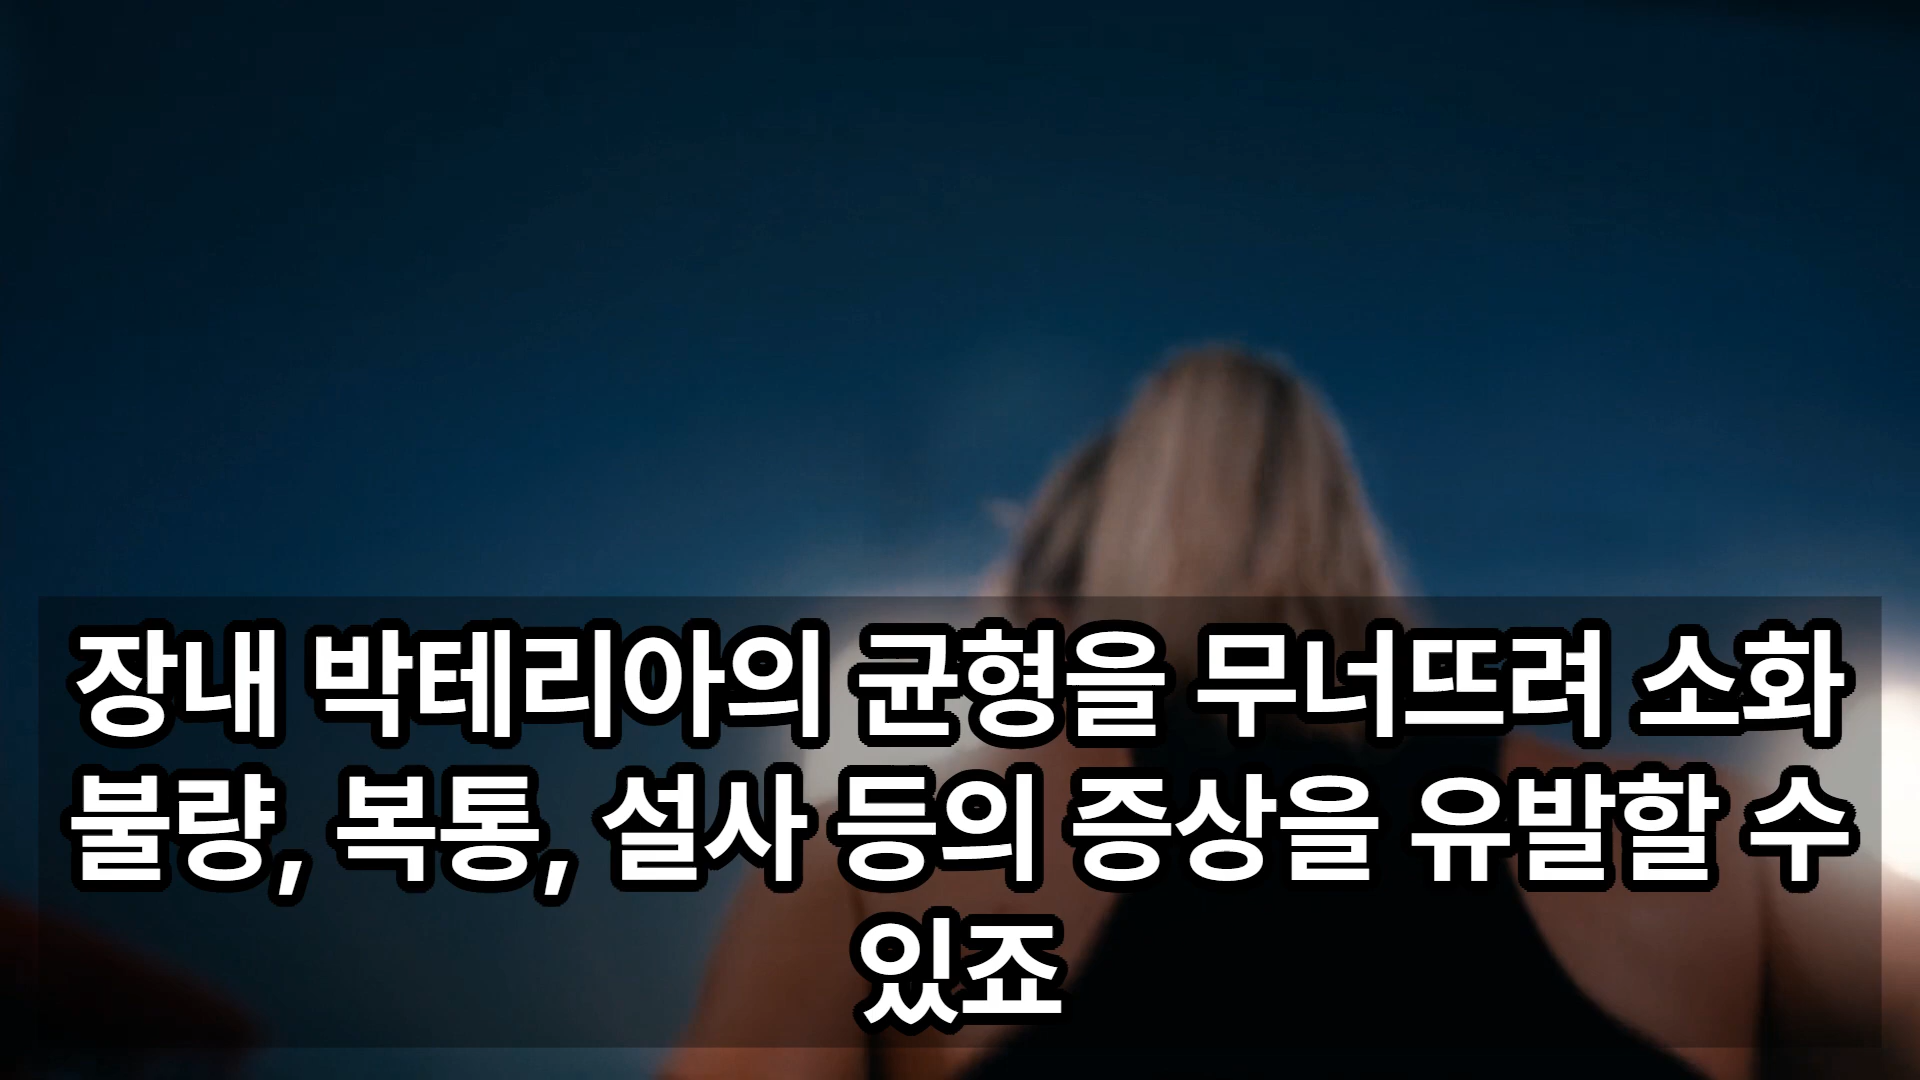 장내 박테리아의 균형을 무너뜨려 소화
불량, 복통, 설사 등의 증상을 유발할 수
있죠